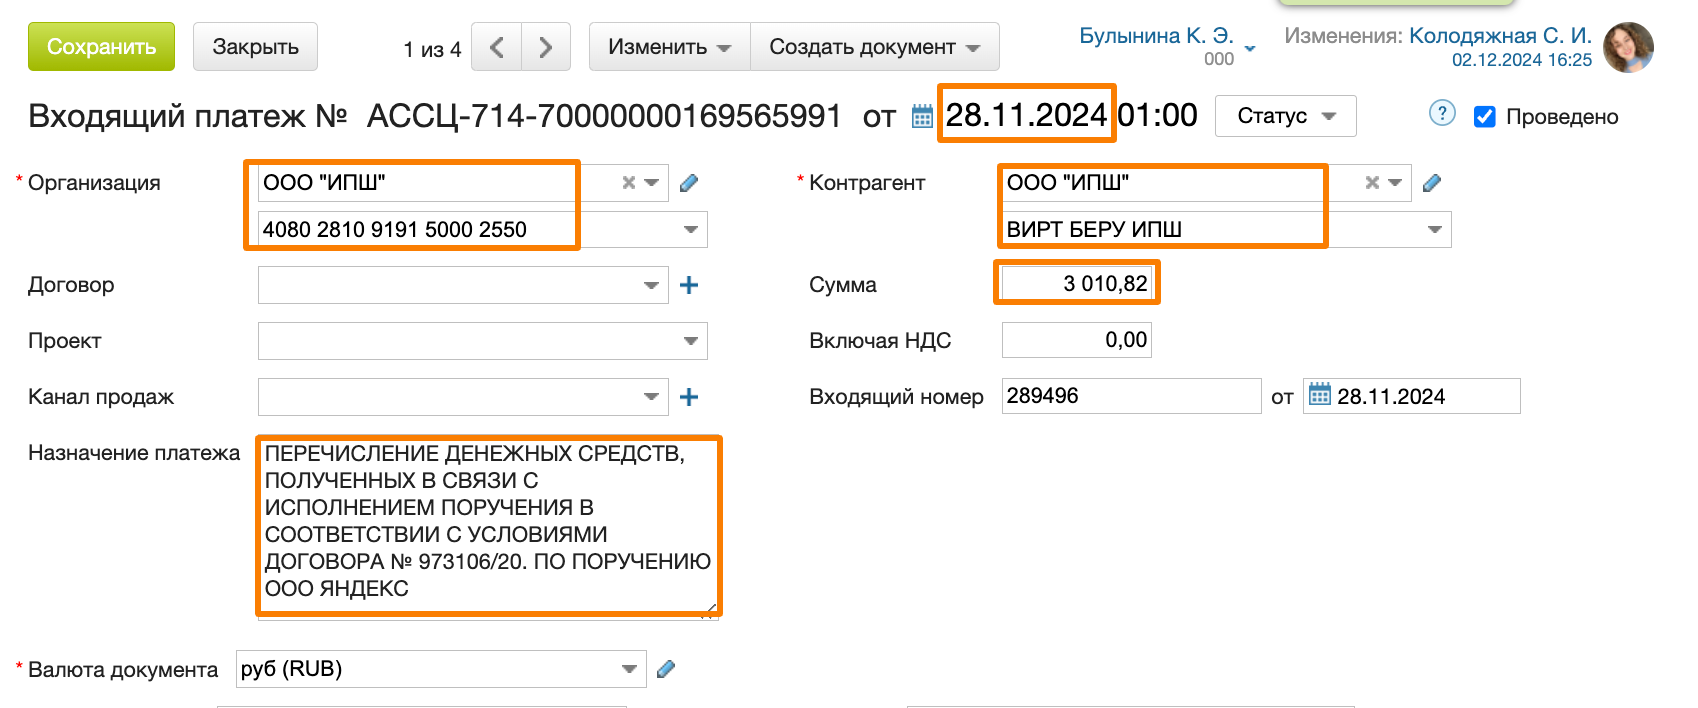 Сохранить Закрыть 1 из 4 Изменить Создать документ Булынина К. Э. Изменения: Колодяжная С. И.
000 02.12.2024 16:25
Входящий платеж № АССЦ-714-70000000169565991 от 28.11.2024 01:00 Статус ? Проведено
* Организация ООО "ИПШ" * Контрагент ООО "ИПШ"
4080 2810 9191 5000 2550 ВИРТ БЕРУ ИПШ
Договор Сумма 3 010,82
Проект Включая НДС 0,00
Канал продаж Входящий номер 289496 от 28.11.2024
Назначение платежа ПЕРЕЧИСЛЕНИЕ ДЕНЕЖНЫХ СРЕДСТВ,
ПОЛУЧЕННЫХ В СВЯЗИ С
ИСПОЛНЕНИЕМ ПОРУЧЕНИЯ В
СООТВЕТСТВИИ С УСЛОВИЯМИ
ДОГОВОРА № 973106/20. ПО ПОРУЧЕНИЮ
ООО ЯНДЕКС
* Валюта документа руб (RUB)